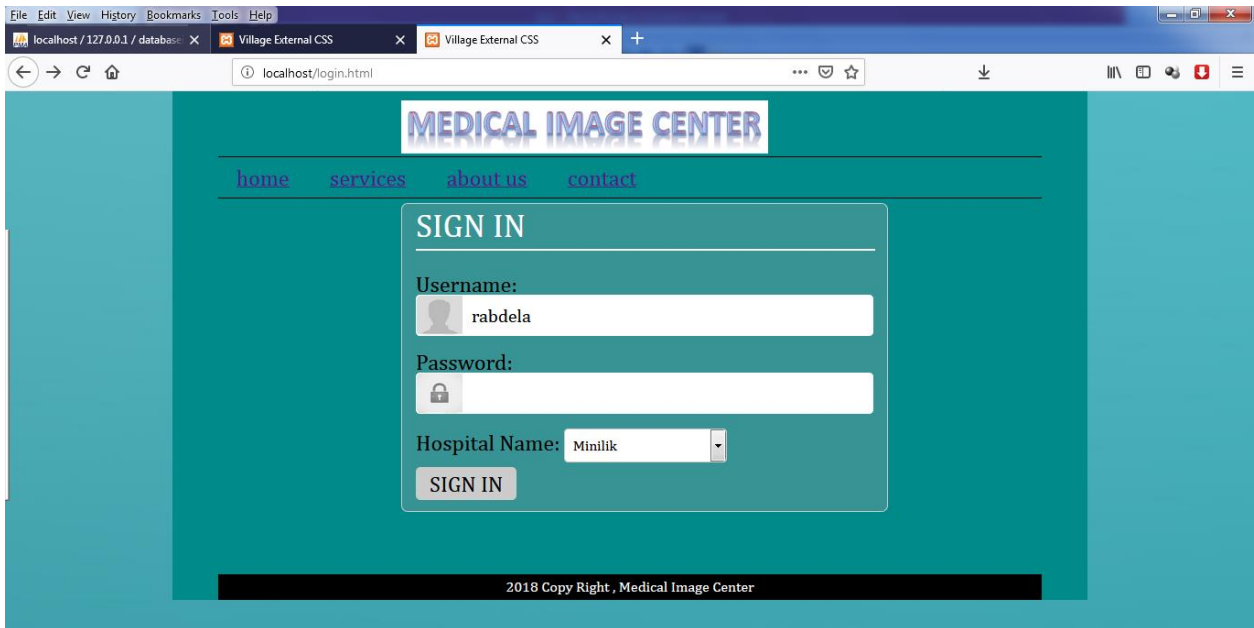 File Edit View History Bookmarks Tools Help
localhost / 127.0.0.1 / database Village External CSS Village External CSS
localhost/login.html
MEDICAL IMAGE CENTER
home services about us contact
SIGN IN
Username:
rabdela
Password:
Hospital Name: Minilik
SIGN IN
2018 Copy Right , Medical Image Center